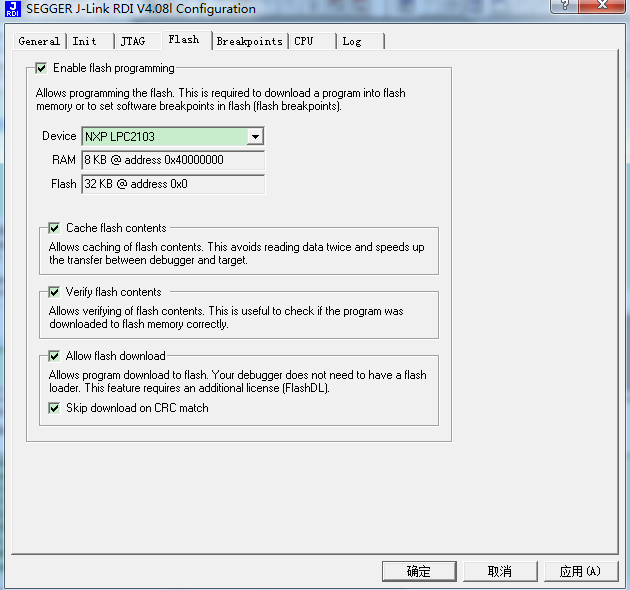 J
RDI
SEGGER J-Link RDI V4.08l Configuration
?
General Init JTAG Flash Breakpoints CPU Log
Enable flash programming
Allows programming the flash. This is required to download a program into flash
memory or to set software breakpoints in flash (flash breakpoints).
Device NXP LPC2103
RAM 8 KB @ address 0x40000000
Flash 32 KB @ address 0x0
Cache flash contents
Allows caching of flash contents. This avoids reading data twice and speeds up
the transfer between debugger and target.
Verify flash contents
Allows verifying of flash contents. This is useful to check if the program was
downloaded to flash memory correctly.
Allow flash download
Allows program download to flash. Your debugger does not need to have a flash
loader. This feature requires an additional license (FlashDL).
Skip download on CRC match
确定 取消 应用(A)